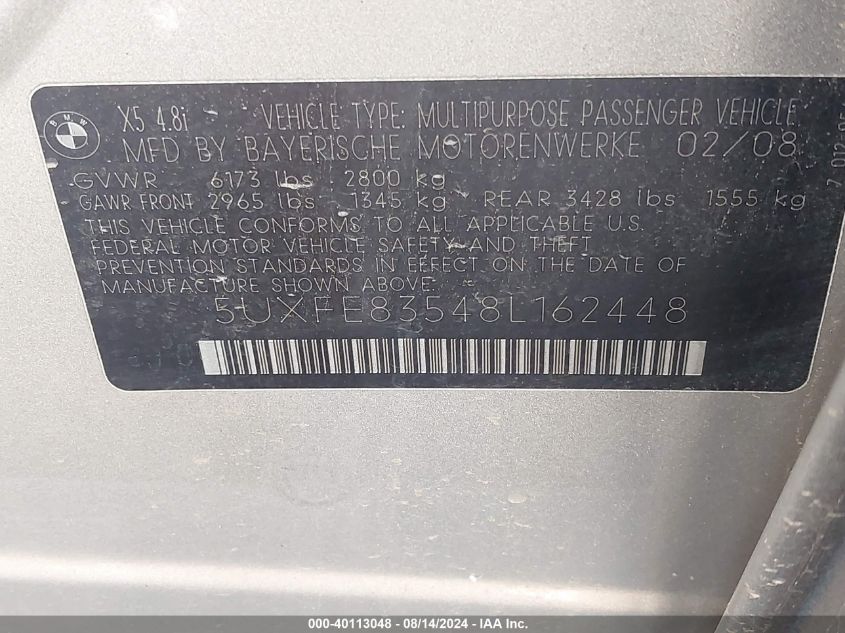 BMW
X5 4.8i VEHICLE TYPE: MULTIPURPOSE PASSENGER VEHICLE
MFD BY BAYERISCHE MOTORENWERKE 02/08
GVWR 6173 lbs 2800 kg
GAWR FRONT 2965 lbs 1345 kg REAR 3428 lbs 1555 kg
THIS VEHICLE CONFORMS TO ALL APPLICABLE U.S.
FEDERAL MOTOR VEHICLE SAFETY AND THEFT
PREVENTION STANDARDS IN EFFECT ON THE DATE OF
MANUFACTURE SHOWN ABOVE.
5UXFE83548L162448
000-40113048 - 08/14/2024 - IAA Inc.